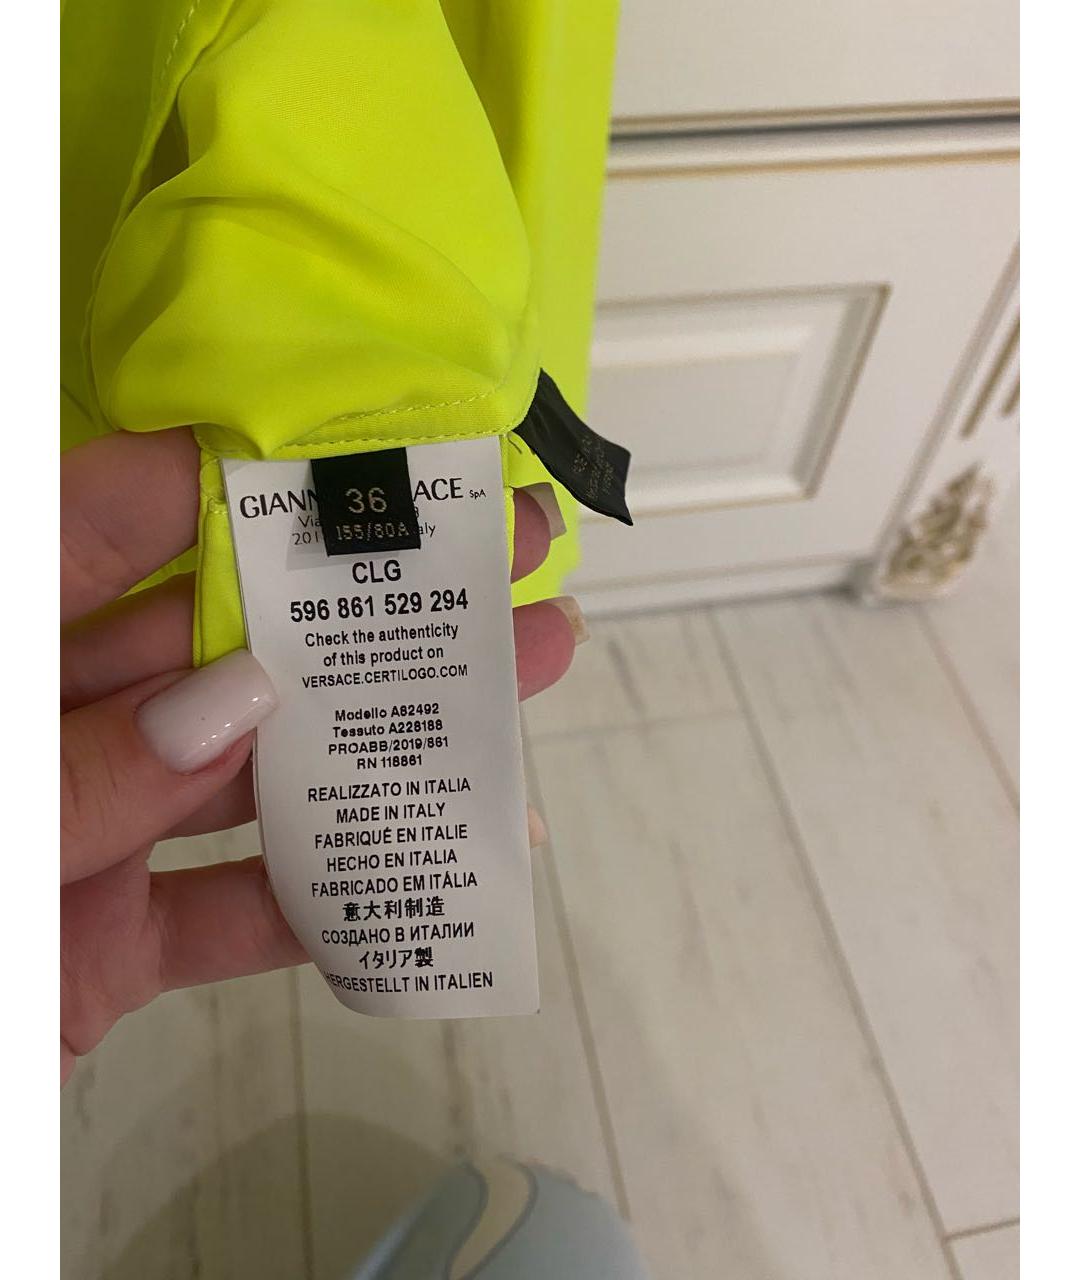 36
155/80A
ACE SpA
CLG
596 861 529 294
Check the authenticity
of this product on
VERSACE.CERTILOGO.COM
Modello A82492
Tessuto A228188
PROABB/2019/861
RN 118861
REALIZZATO IN ITALIA
MADE IN ITALY
FABRIQUÉ EN ITALIE
HECHO EN ITALIA
FABRICADO EM ITÁLIA
意大利制造
СОЗДАНО В ИТАЛИИ
イタリア製
HERGESTELLT IN ITALIEN